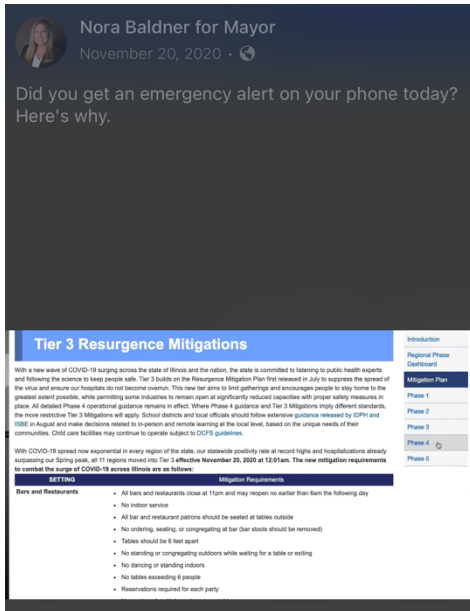 Nora Baldner for Mayor
November 20, 2020 ·
Did you get an emergency alert on your phone today?
Here's why.
Tier 3 Resurgence Mitigations
With a new wave of COVID-19 surging across the state of Illinois and the nation, the state is committed to listening to public health experts
and following the science to keep people safe. Tier 3 builds on the Resurgence Mitigation Plan first released in July to suppress the spread of
the virus and ensure our hospitals do not become overrun. This new tier aims to limit gatherings and encourages people to stay home to the
greatest extent possible, while permitting some industries to remain open at significantly reduced capacities with proper safety measures in
place. All detailed Phase 4 operational guidance remains in effect. Where Phase 4 guidance and Tier 3 Mitigations imply different standards,
the more restrictive Tier 3 Mitigations will apply. School districts and local officials should follow extensive guidance released by IDPH and
ISBE in August and make decisions related to in-person and remote learning at the local level, based on the unique needs of their
communities. Child care facilities may continue to operate subject to DCFS guidelines.
With COVID-19 spread now exponential in every region of the state, our statewide positivity rate at record highs and hospitalizations already
surpassing our Spring peak, all 11 regions moved into Tier 3 effective November 20, 2020 at 12:01am. The new mitigation requirements
to combat the surge of COVID-19 across Illinois are as follows:
SETTING Mitigation Requirements
Bars and Restaurants
• All bars and restaurants close at 11pm and may reopen no earlier than 6am the following day
• No indoor service
• All bar and restaurant patrons should be seated at tables outside
• No ordering, seating, or congregating at bar (bar stools should be removed)
• Tables should be 6 feet apart
• No standing or congregating outdoors while waiting for a table or exiting
• No dancing or standing indoors
• No tables exceeding 6 people
• Reservations required for each party
Introduction
Regional Phase
Dashboard
Mitigation Plan
Phase 1
Phase 2
Phase 3
Phase 4
Phase 5